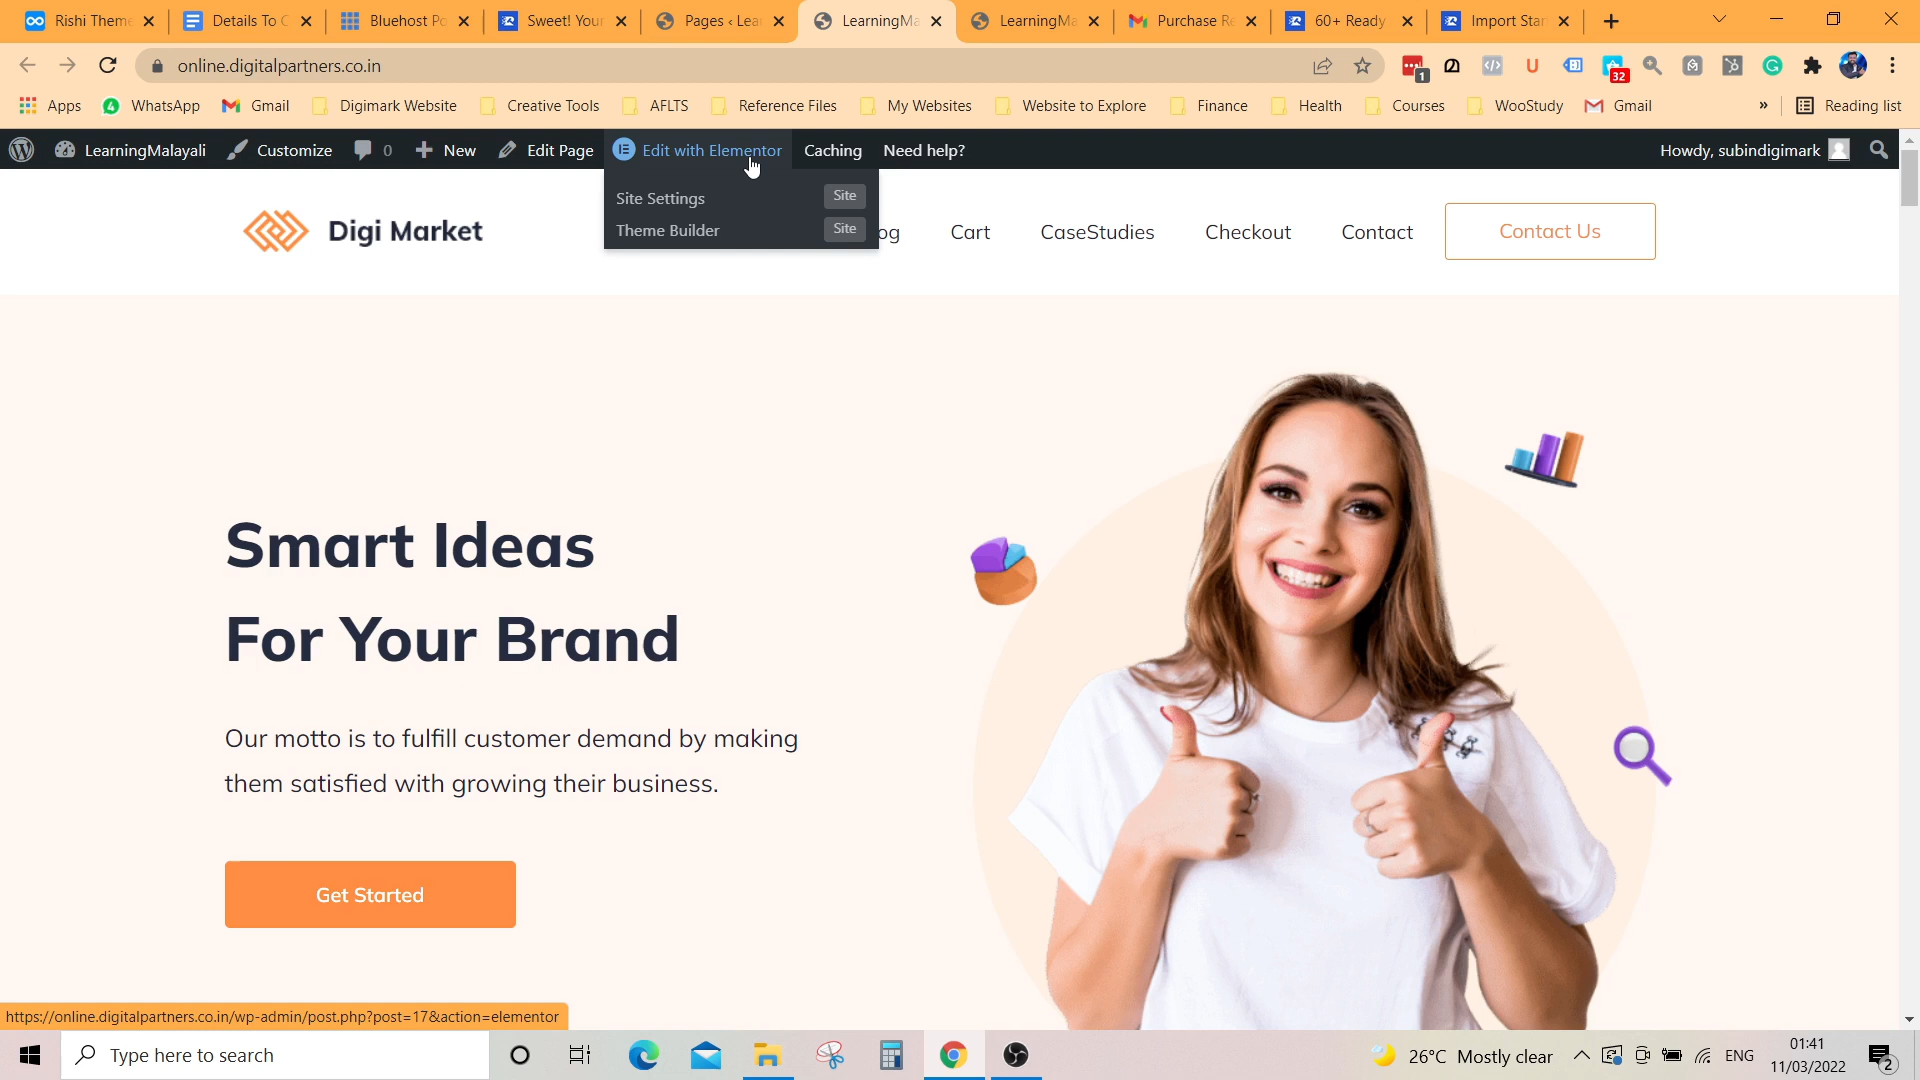 Rishi Theme
Details To C
Bluehost Po
Sweet! Your
Pages ‹ Lear
LearningMa
LearningMa
Purchase Re
60+ Ready
Import Star
online.digitalpartners.co.in
1
32
Apps
WhatsApp
Gmail
Digimark Website
Creative Tools
AFLTS
Reference Files
My Websites
Website to Explore
Finance
Health
Courses
WooStudy
Gmail
»
Reading list
LearningMalayali
Customize
0
New
Edit Page
Edit with Elementor
Caching
Need help?
Howdy, subindigimark
Site Settings Site
Theme Builder Site
Digi Market
og
Cart
CaseStudies
Checkout
Contact
Contact Us
Smart Ideas
For Your Brand
Our motto is to fulfill customer demand by making
them satisfied with growing their business.
Get Started
https://online.digitalpartners.co.in/wp-admin/post.php?post=17&action=elementor
Type here to search
26°C Mostly clear
ENG
01:41
11/03/2022
2